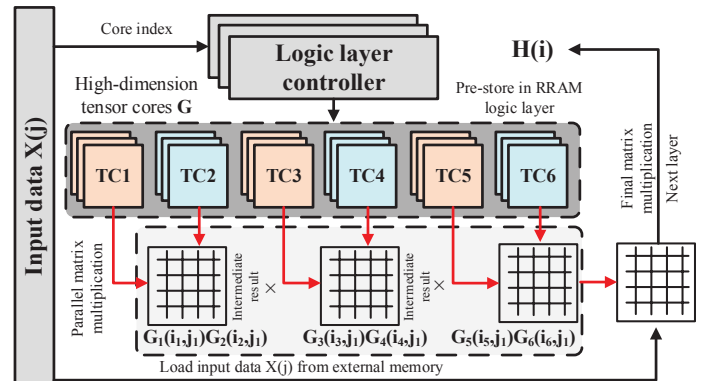 Input data X(j)
Core index
Logic layer
controller
H(i)
High-dimension
tensor cores G
Pre-store in RRAM
logic layer
TC1
TC2
TC3
TC4
TC5
TC6
Final matrix
multiplication
Next layer
Parallel matrix
multiplication
Intermediate
result
×
Intermediate
result
×
G₁(i₁,j₁)G₂(i₂,j₁)
G₃(i₃,j₁)G₄(i₄,j₁)
G₅(i₅,j₁)G₆(i₆,j₁)
Load input data X(j) from external memory